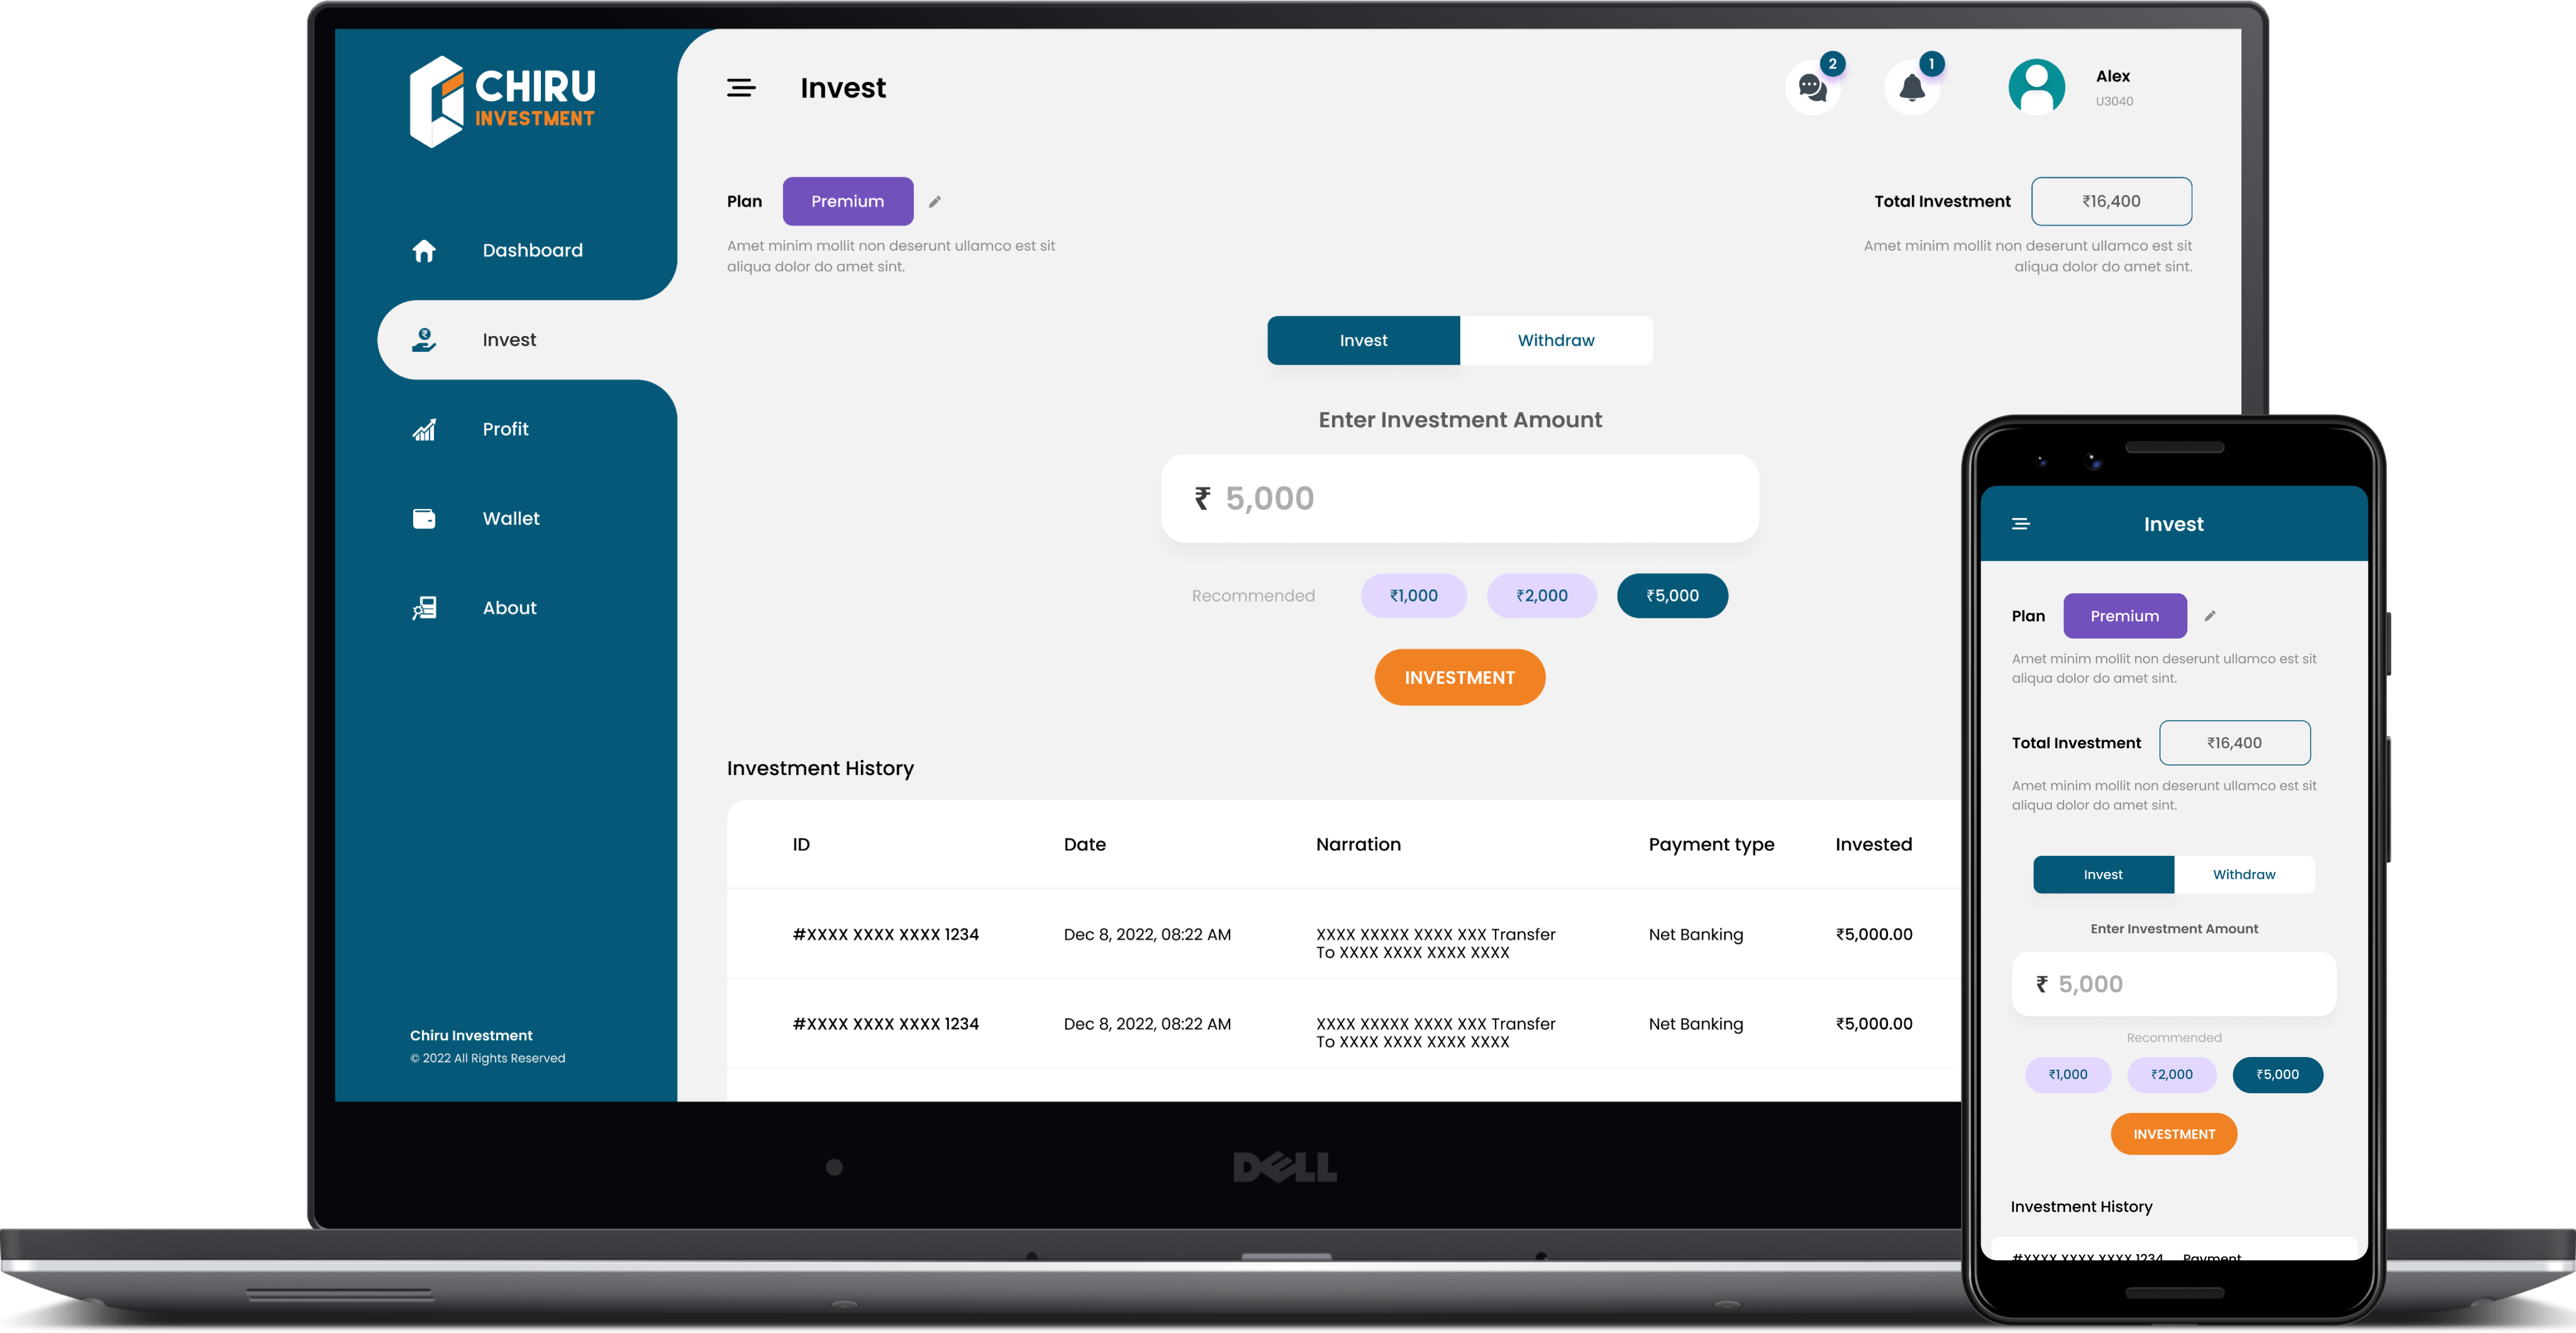 CHIRU
INVESTMENT
Dashboard
Invest
Profit
Wallet
About
Chiru Investment
© 2022 All Rights Reserved
Invest
2
1
Alex
U3040
Plan Premium
Amet minim mollit non deserunt ullamco est sit
aliqua dolor do amet sint.
Total Investment ₹16,400
Amet minim mollit non deserunt ullamco est sit
aliqua dolor do amet sint.
Invest Withdraw
Enter Investment Amount
₹ 5,000
Recommended ₹1,000 ₹2,000 ₹5,000
INVESTMENT
Investment History
ID Date Narration Payment type Invested
#XXXX XXXX XXXX 1234 Dec 8, 2022, 08:22 AM XXXX XXXXX XXXX XXX Transfer Net Banking ₹5,000.00
To XXXX XXXX XXXX XXXX
#XXXX XXXX XXXX 1234 Dec 8, 2022, 08:22 AM XXXX XXXXX XXXX XXX Transfer Net Banking ₹5,000.00
To XXXX XXXX XXXX XXXX
DELL
Invest
Plan Premium
Amet minim mollit non deserunt ullamco est sit
aliqua dolor do amet sint.
Total Investment ₹16,400
Amet minim mollit non deserunt ullamco est sit
aliqua dolor do amet sint.
Invest Withdraw
Enter Investment Amount
₹ 5,000
Recommended
₹1,000 ₹2,000 ₹5,000
INVESTMENT
Investment History
#XXXX XXXX XXXX 1234 Payment